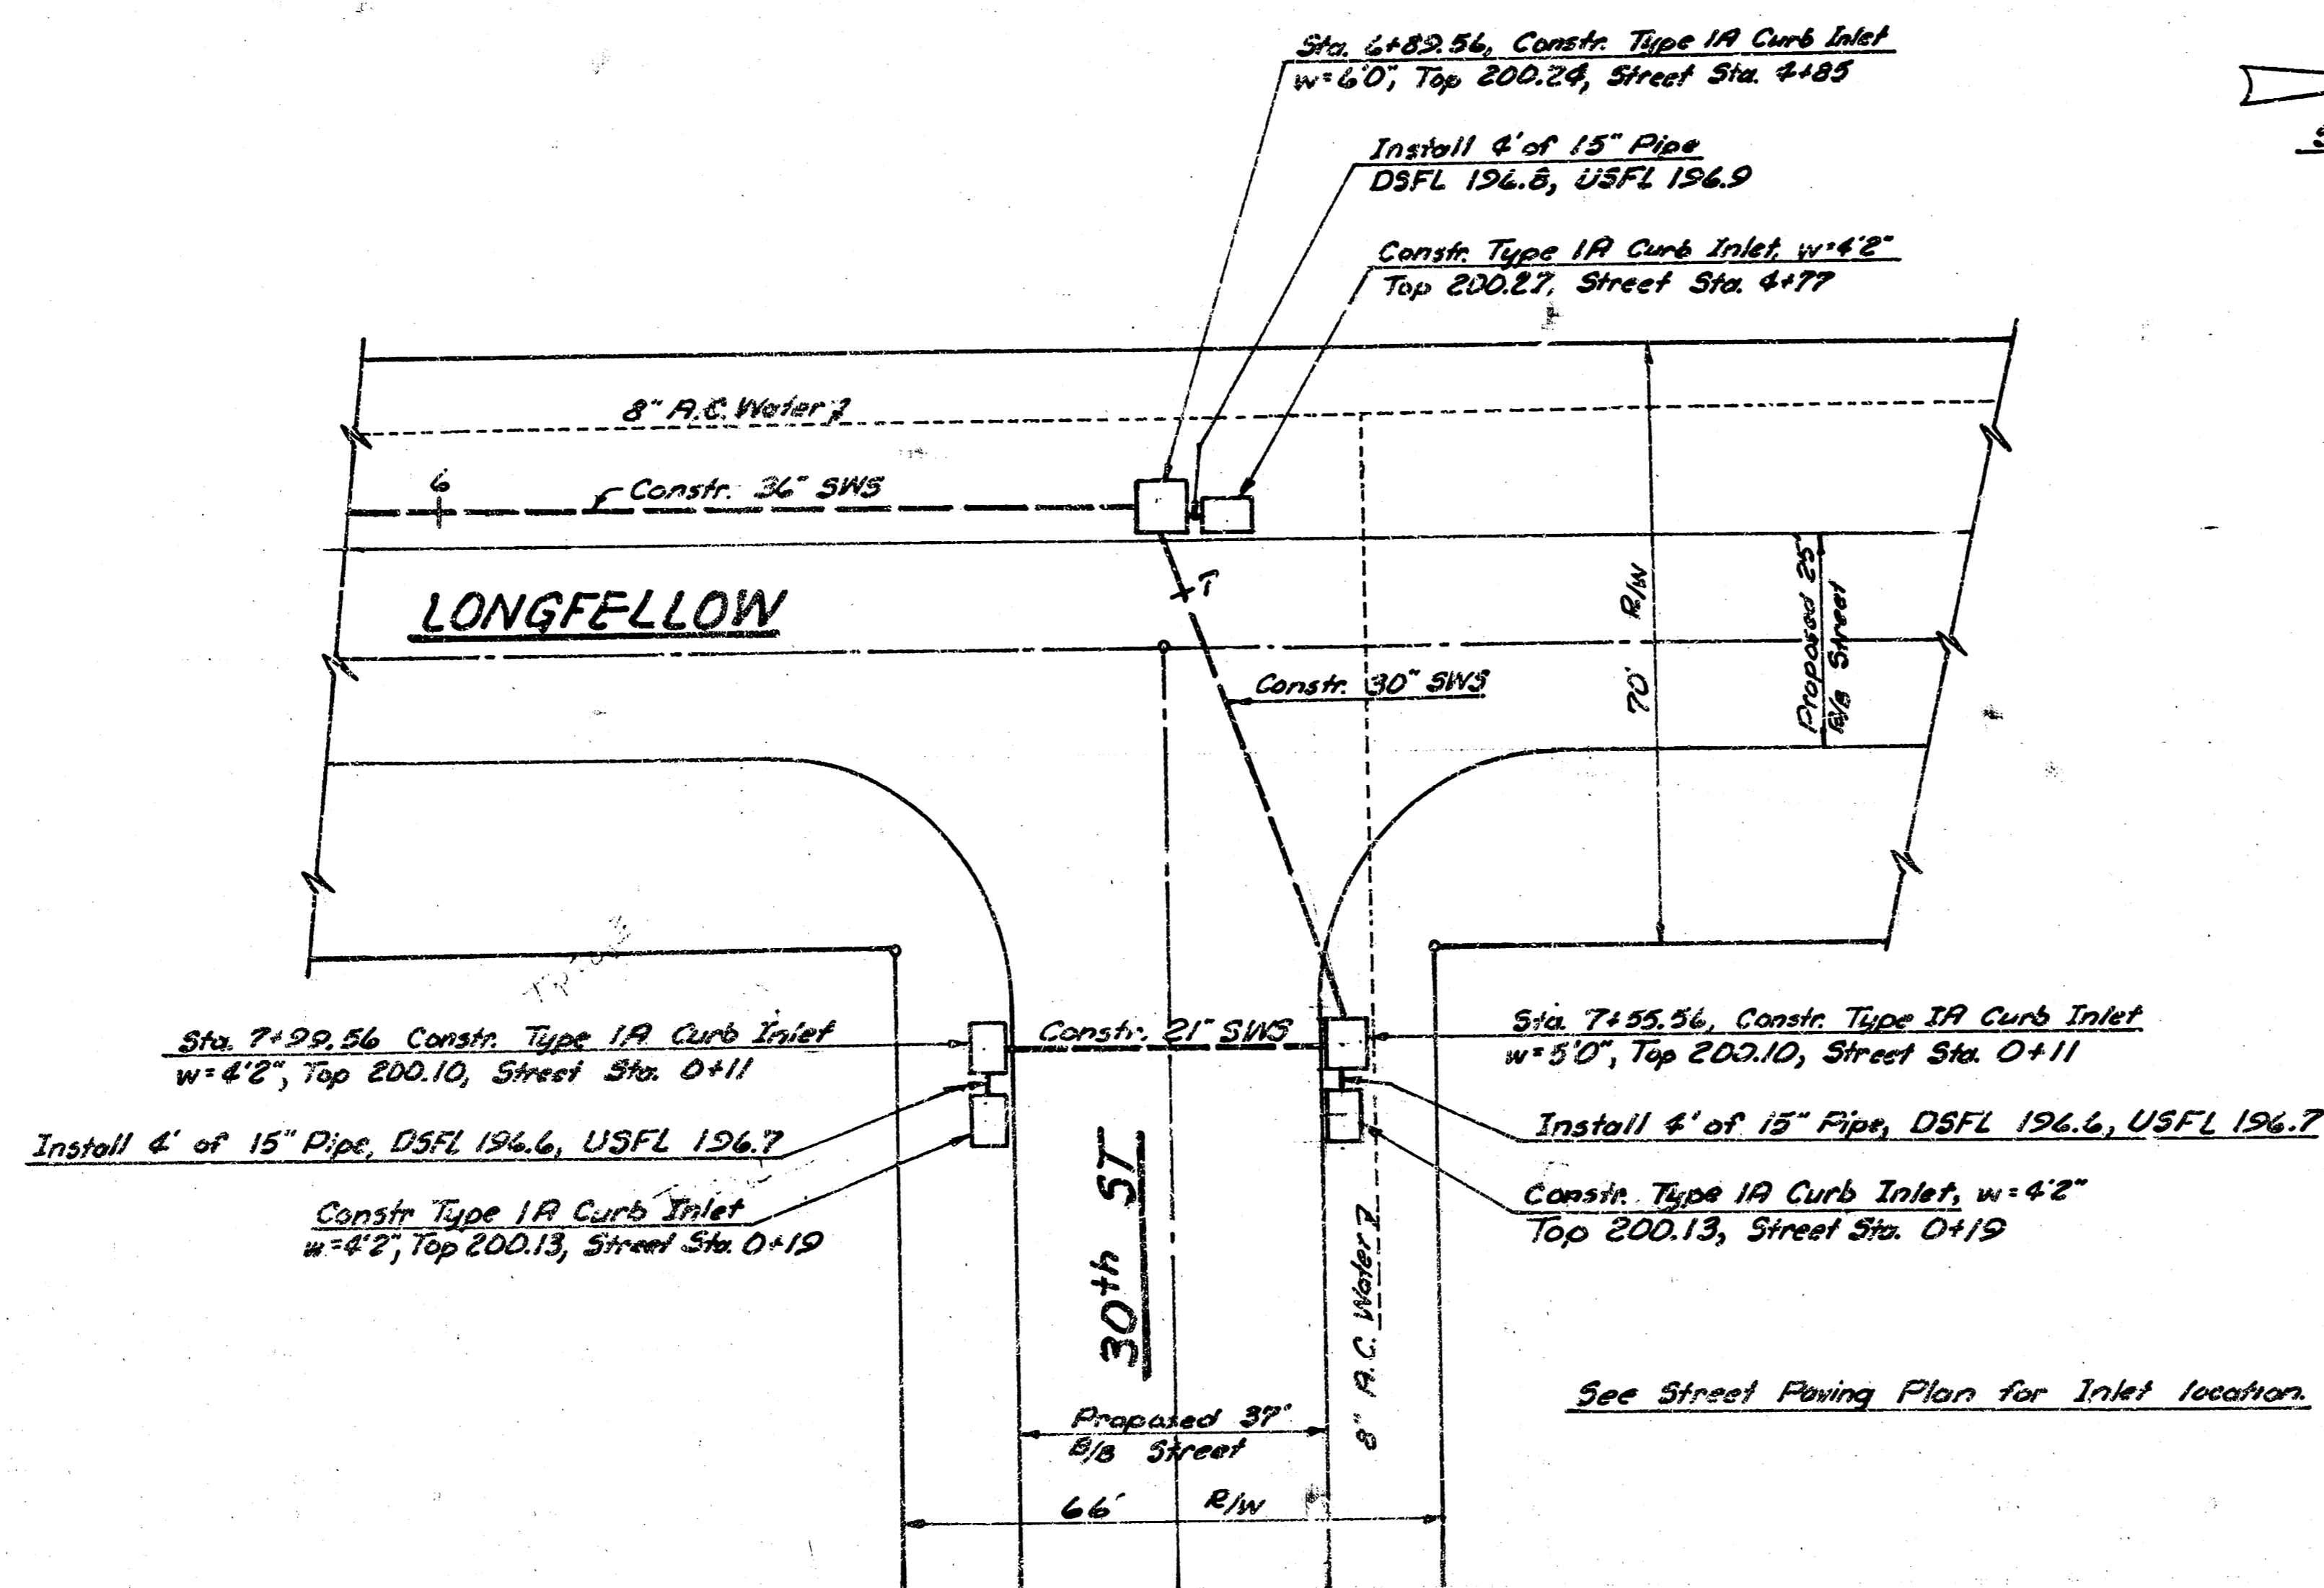 Sta. 6+89.56, Constr. Type IA Curb Inlet
w=6'0", Top 200.24, Street Sta. 4+85
Install 4' of 15" Pipe
DSFL 196.8, USFL 196.9
Constr. Type IA Curb Inlet, w=4'2"
Top 200.27, Street Sta. 4+77
8" A.C. Water
6
Constr. 36" SWS
LONGFELLOW
7
Constr. 30" SWS
70' R/W
Proposed 25'
B/B Street
Sta. 7+99.56 Constr. Type IA Curb Inlet
w=4'2", Top 200.10, Street Sta. 0+11
Constr. 21" SWS
Sta. 7+55.56, Constr. Type IA Curb Inlet
w=5'0", Top 200.10, Street Sta. 0+11
Install 4' of 15" Pipe, DSFL 196.6, USFL 196.7
Install 4' of 15" Pipe, DSFL 196.6, USFL 196.7
Constr Type IA Curb Inlet
w=4'2", Top 200.13, Street Sta. 0+19
Constr. Type IA Curb Inlet, w=4'2"
Top 200.13, Street Sta. 0+19
30th ST
8" A.C. Water
See Street Paving Plan for Inlet location.
Proposed 37'
B/B Street
66' R/W